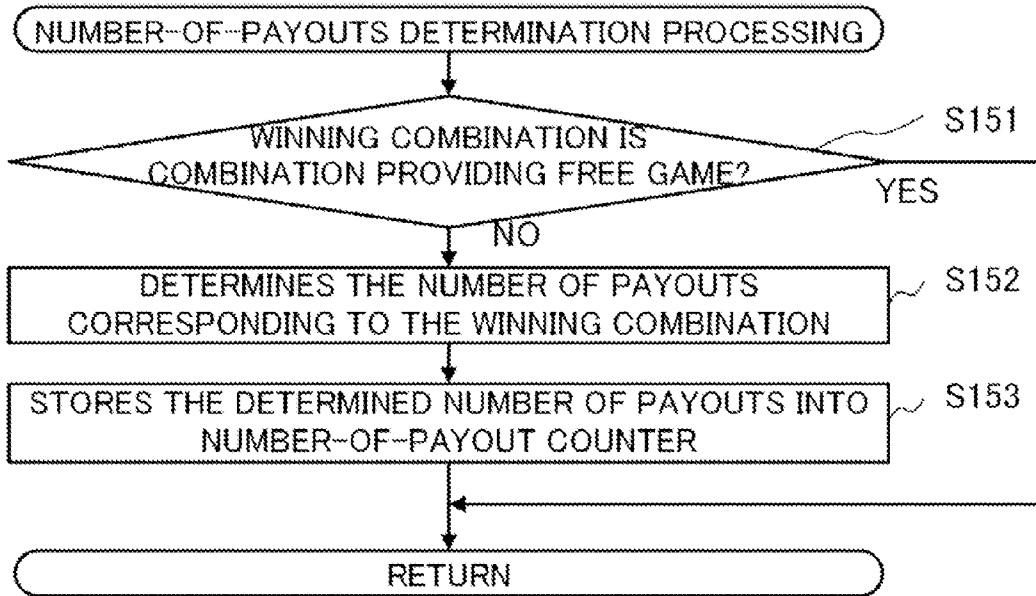 NUMBER-OF-PAYOUTS DETERMINATION PROCESSING
WINNING COMBINATION IS
COMBINATION PROVIDING FREE GAME?
S151
YES
NO
DETERMINES THE NUMBER OF PAYOUTS
CORRESPONDING TO THE WINNING COMBINATION
S152
STORES THE DETERMINED NUMBER OF PAYOUTS INTO
NUMBER-OF-PAYOUT COUNTER
S153
RETURN